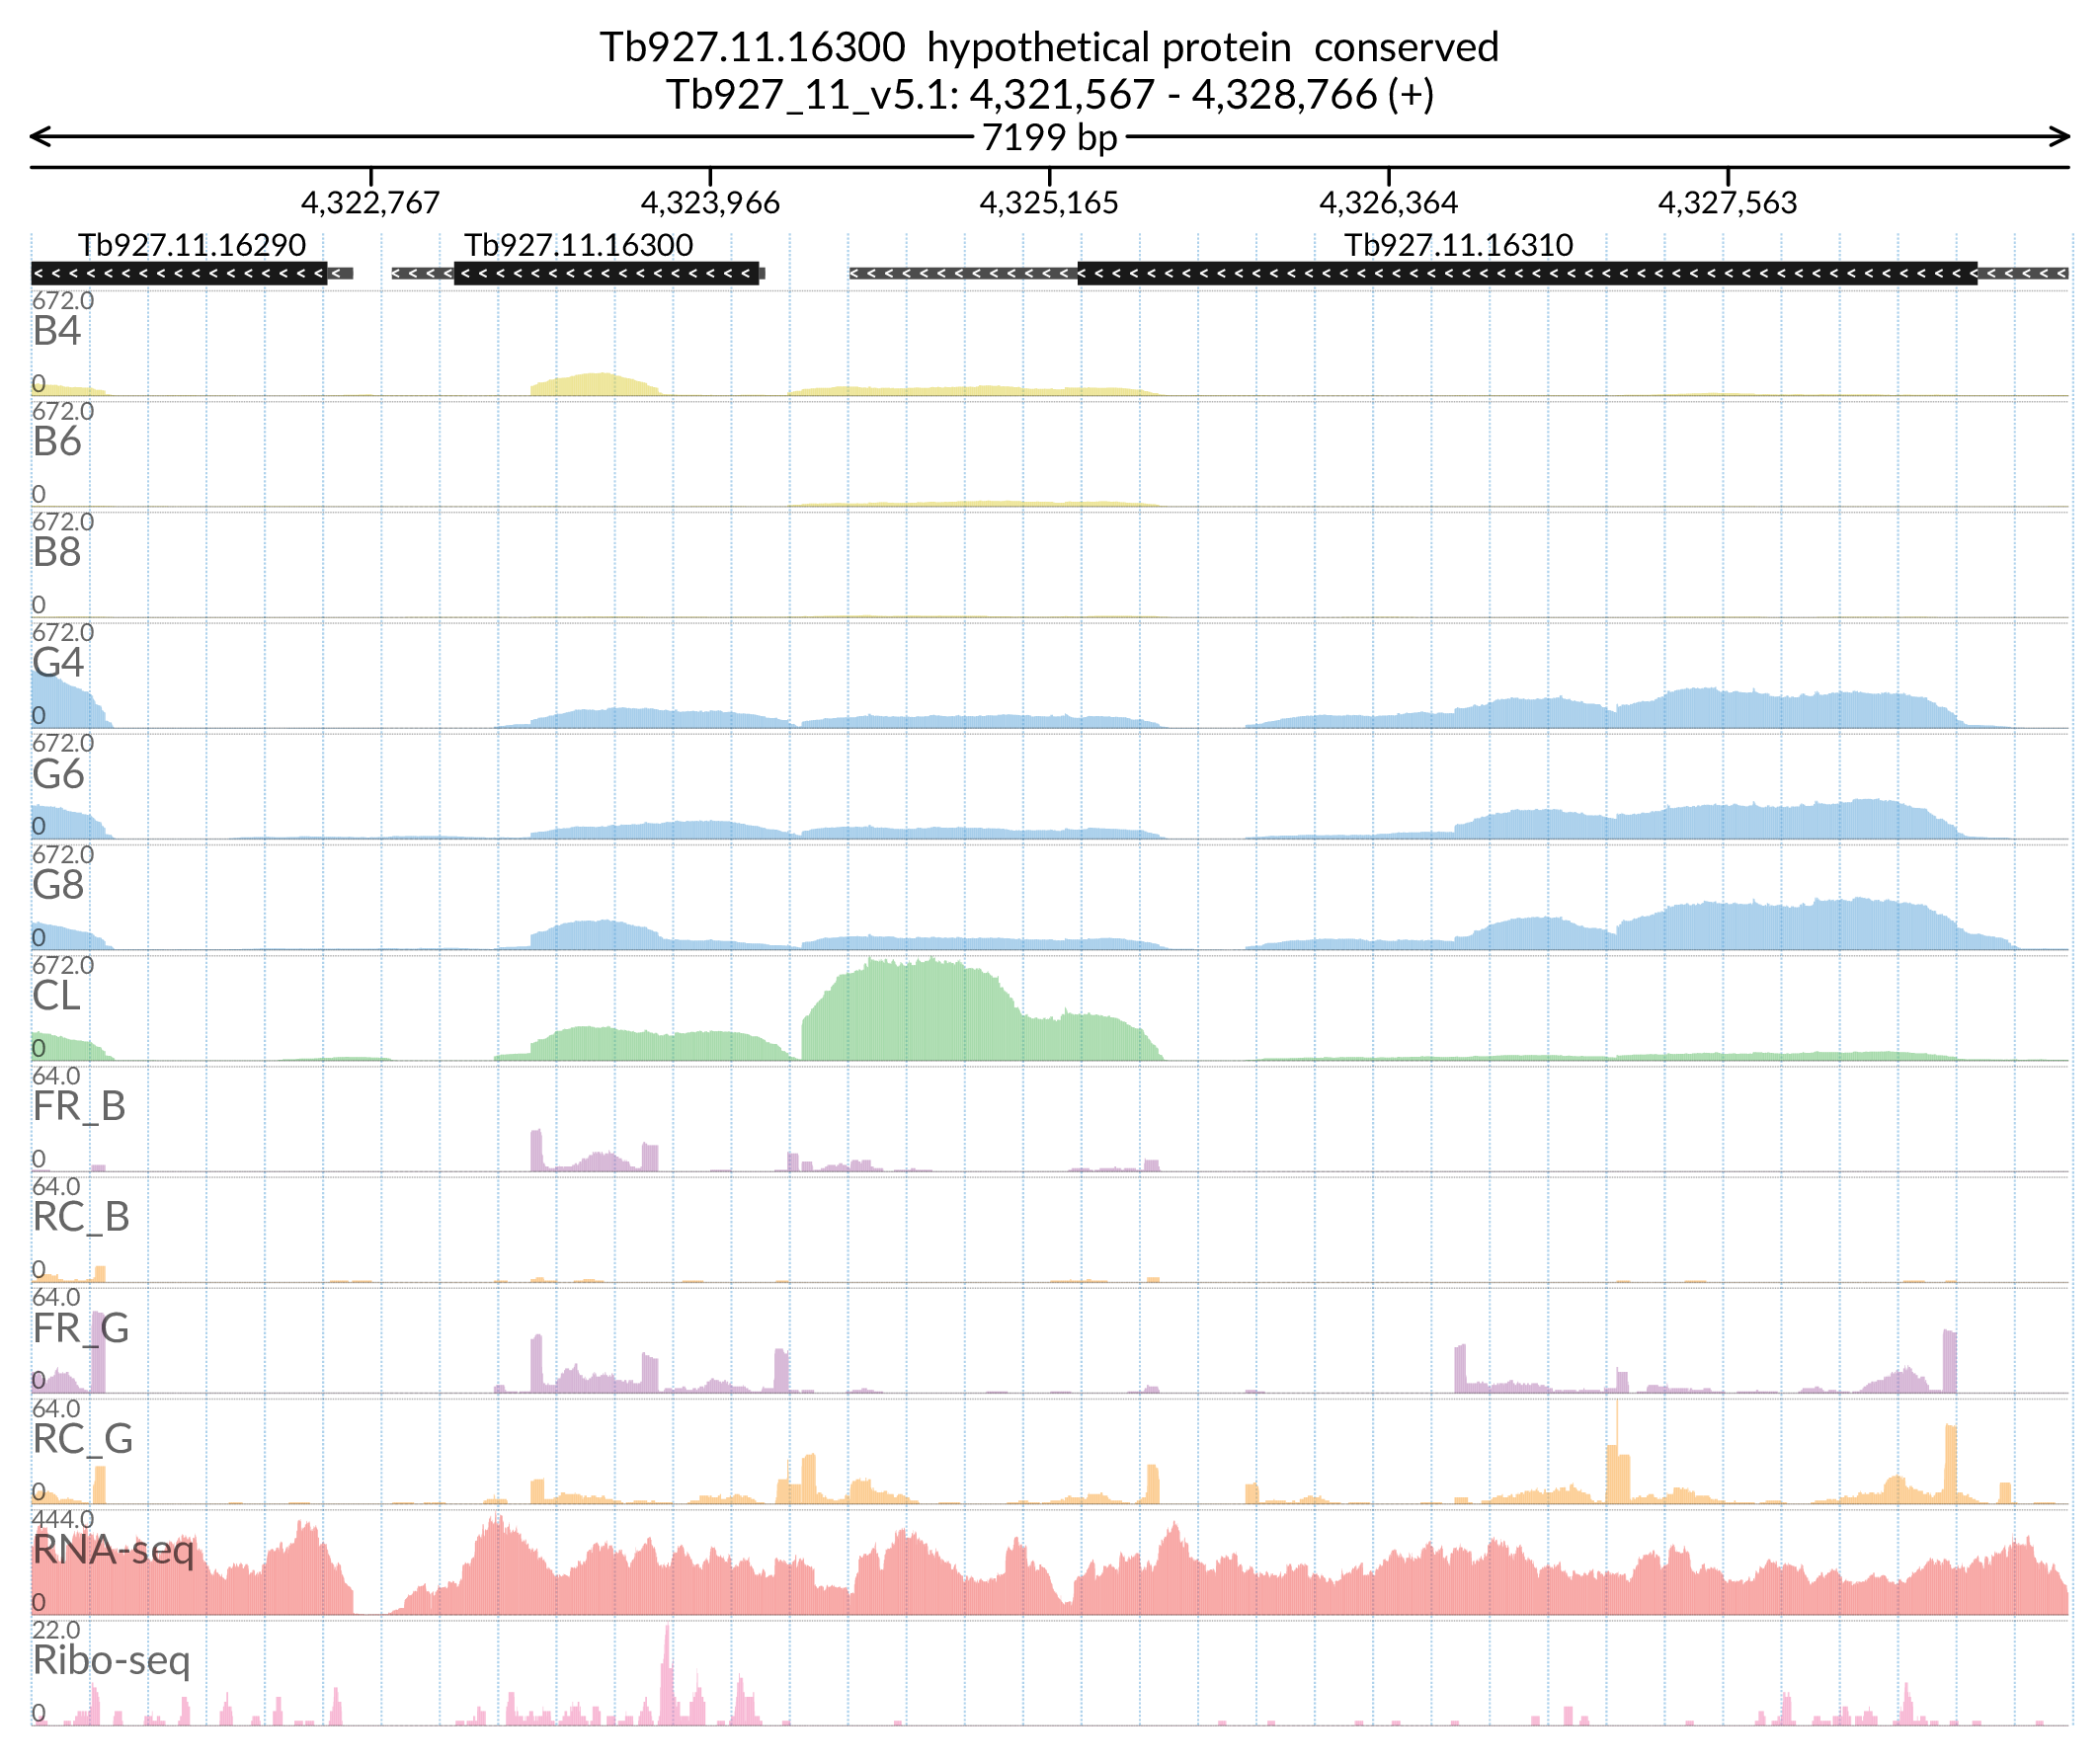 Tb927.11.16300  hypothetical protein  conserved
Tb927_11_v5.1: 4,321,567 - 4,328,766 (+)
7199 bp
4,322,767 4,323,966 4,325,165 4,326,364 4,327,563
Tb927.11.16290 Tb927.11.16300 Tb927.11.16310
672.0
B4
0
672.0
B6
0
672.0
B8
0
672.0
G4
0
672.0
G6
0
672.0
G8
0
672.0
CL
0
64.0
FR_B
0
64.0
RC_B
0
64.0
FR_G
0
64.0
RC_G
0
444.0
RNA-seq
0
22.0
Ribo-seq
0